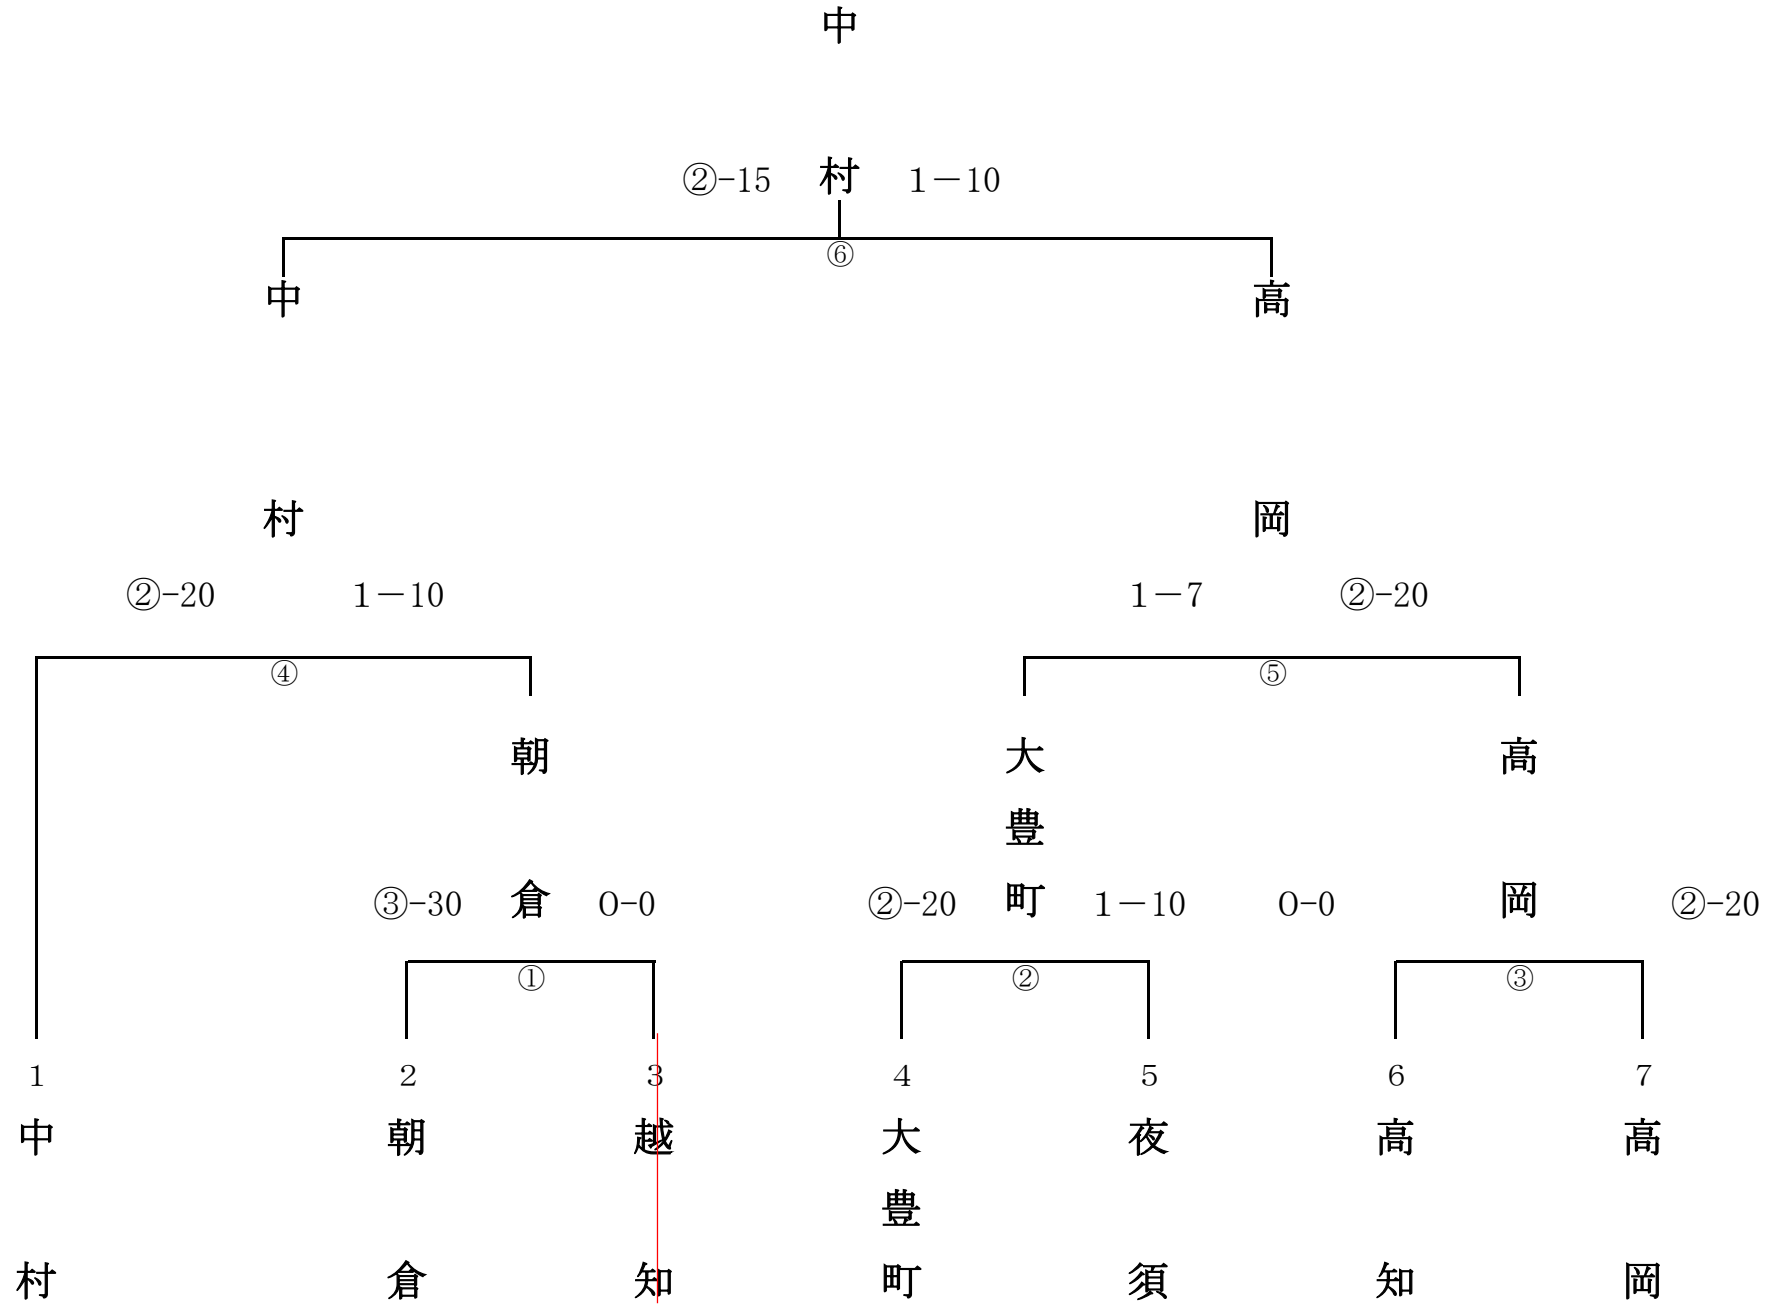 中村
②-15 1－10
⑥
中村 高岡
②-20 1－10 1－7 ②-20
④ ⑤
朝倉 大豊町 高岡
③-30 0-0 ②-20 1－10 0-0 ②-20
① ② ③
1 2 3 4 5 6 7
中村 朝倉 越知 大豊町 夜須 高知 高岡